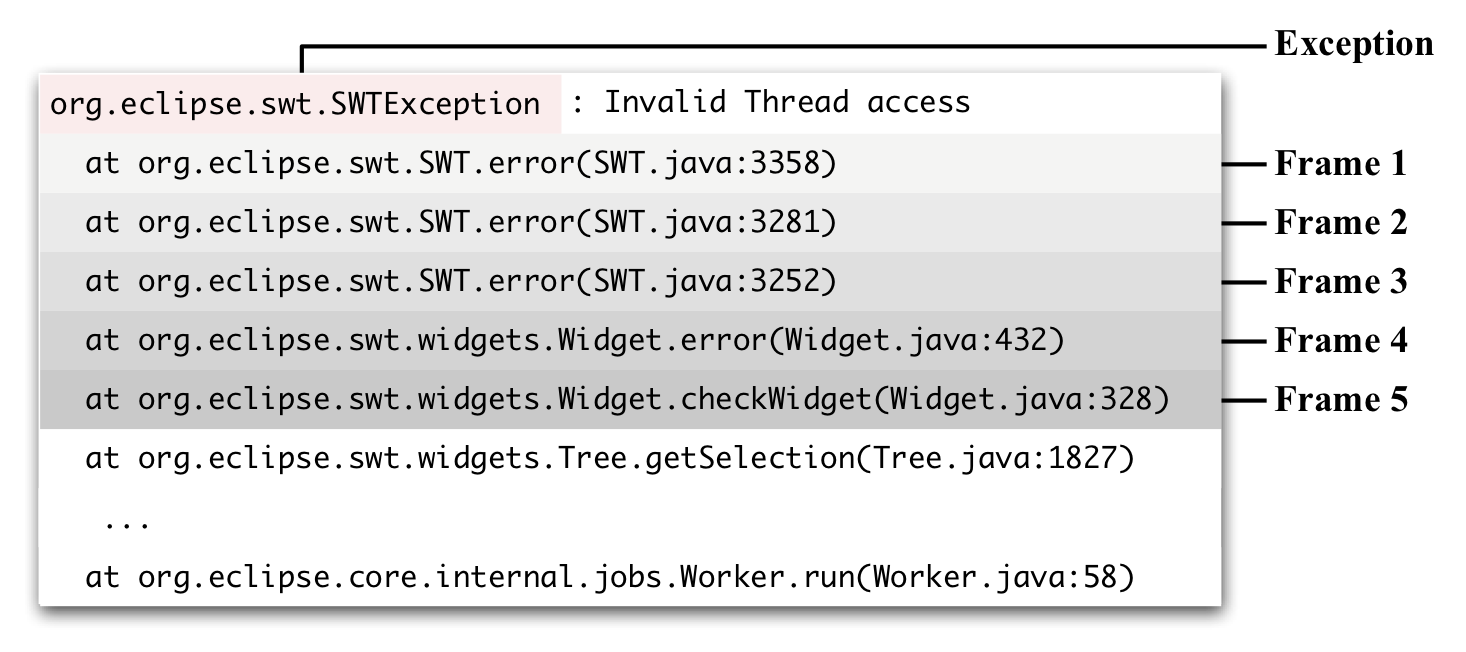 Exception
org.eclipse.swt.SWTException : Invalid Thread access
at org.eclipse.swt.SWT.error(SWT.java:3358) Frame 1
at org.eclipse.swt.SWT.error(SWT.java:3281) Frame 2
at org.eclipse.swt.SWT.error(SWT.java:3252) Frame 3
at org.eclipse.swt.widgets.Widget.error(Widget.java:432) Frame 4
at org.eclipse.swt.widgets.Widget.checkWidget(Widget.java:328) Frame 5
at org.eclipse.swt.widgets.Tree.getSelection(Tree.java:1827)
...
at org.eclipse.core.internal.jobs.Worker.run(Worker.java:58)